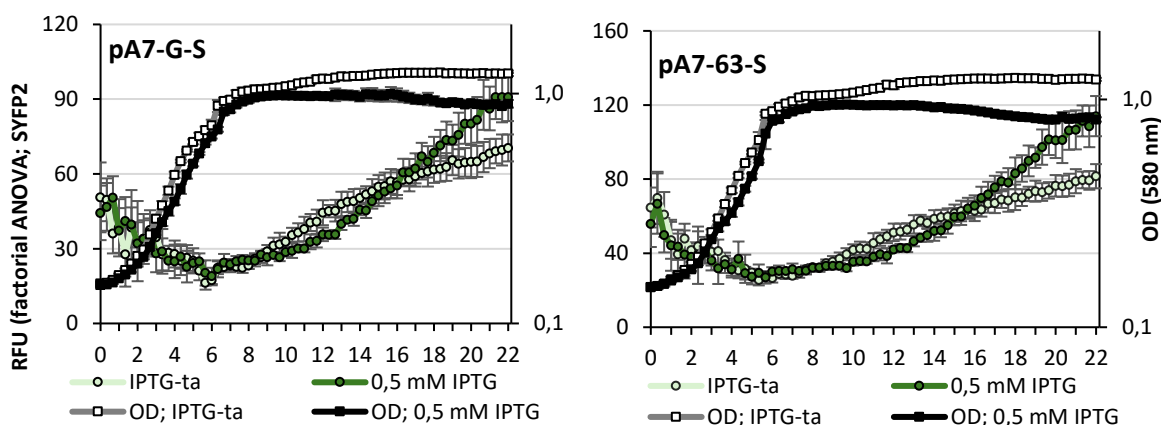 pA7-G-S
RFU (factorial ANOVA; SYFP2
120
90
60
30
0
1,0
0,1
0 2 4 6 8 10 12 14 16 18 20 22
IPTG-ta
0,5 mM IPTG
OD; IPTG-ta
OD; 0,5 mM IPTG
pA7-63-S
160
120
80
40
0
1,0
0,1
OD (580 nm)
0 2 4 6 8 10 12 14 16 18 20 22
IPTG-ta
0,5 mM IPTG
OD; IPTG-ta
OD; 0,5 mM IPTG